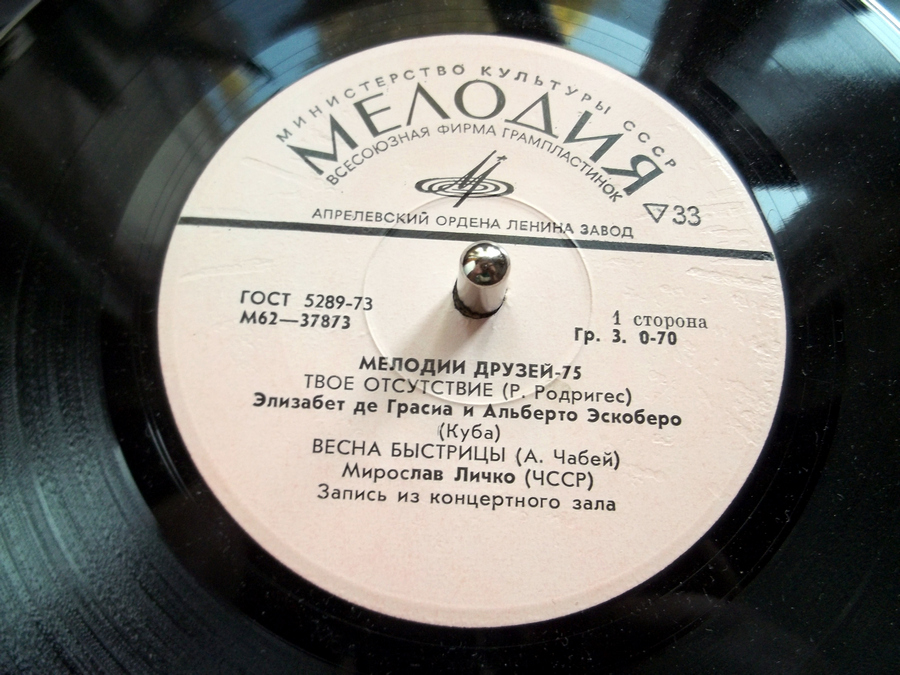 МИНИСТЕРСТВО КУЛЬТУРЫ СССР
МЕЛОДИЯ
ВСЕСОЮЗНАЯ ФИРМА ГРАМПЛАСТИНОК
33
АПРЕЛЕВСКИЙ ОРДЕНА ЛЕНИНА ЗАВОД
ГОСТ 5289-73
М62—37873
1 сторона
Гр. 3. 0-70
МЕЛОДИИ ДРУЗЕЙ-75
ТВОЕ ОТСУТСТВИЕ (Р. Родригес)
Элизабет де Грасиа и Альберто Эскоберо
(Куба)
ВЕСНА БЫСТРИЦЫ (А. Чабей)
Мирослав Личко (ЧССР)
Запись из концертного зала